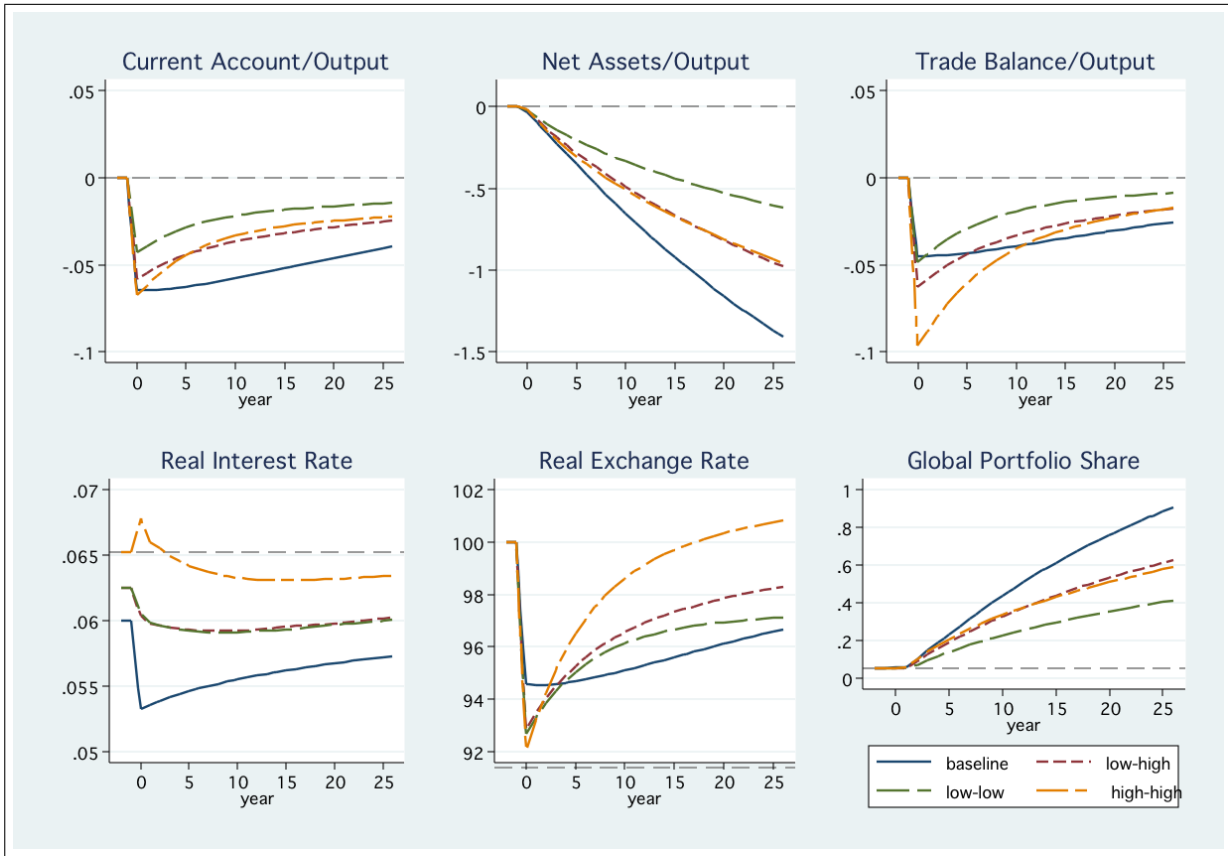 Current Account/Output
Net Assets/Output
Trade Balance/Output
.05
0
-.05
-.1
0 5 10 15 20 25
year
0
-.5
-1
-1.5
0 5 10 15 20 25
year
.05
0
-.05
-.1
0 5 10 15 20 25
year
Real Interest Rate
Real Exchange Rate
Global Portfolio Share
.07
.065
.06
.055
.05
0 5 10 15 20 25
year
102
100
98
96
94
92
0 5 10 15 20 25
year
1
.8
.6
.4
.2
0
0 5 10 15 20 25
year
baseline low-high
low-low high-high